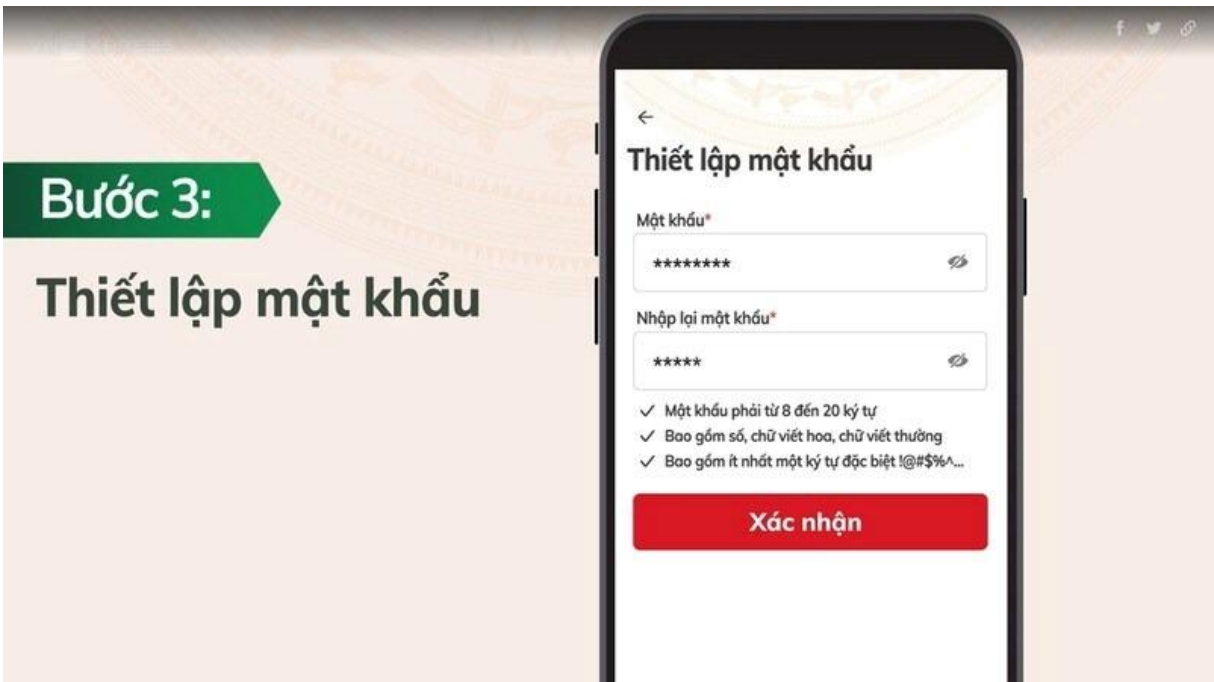 Bước 3:
Thiết lập mật khẩu
←
Thiết lập mật khẩu
Mật khẩu*
********
Nhập lại mật khẩu*
*****
✓ Mật khẩu phải từ 8 đến 20 ký tự
✓ Bao gồm số, chữ viết hoa, chữ viết thường
✓ Bao gồm ít nhất một ký tự đặc biệt !@#$%^...
Xác nhận